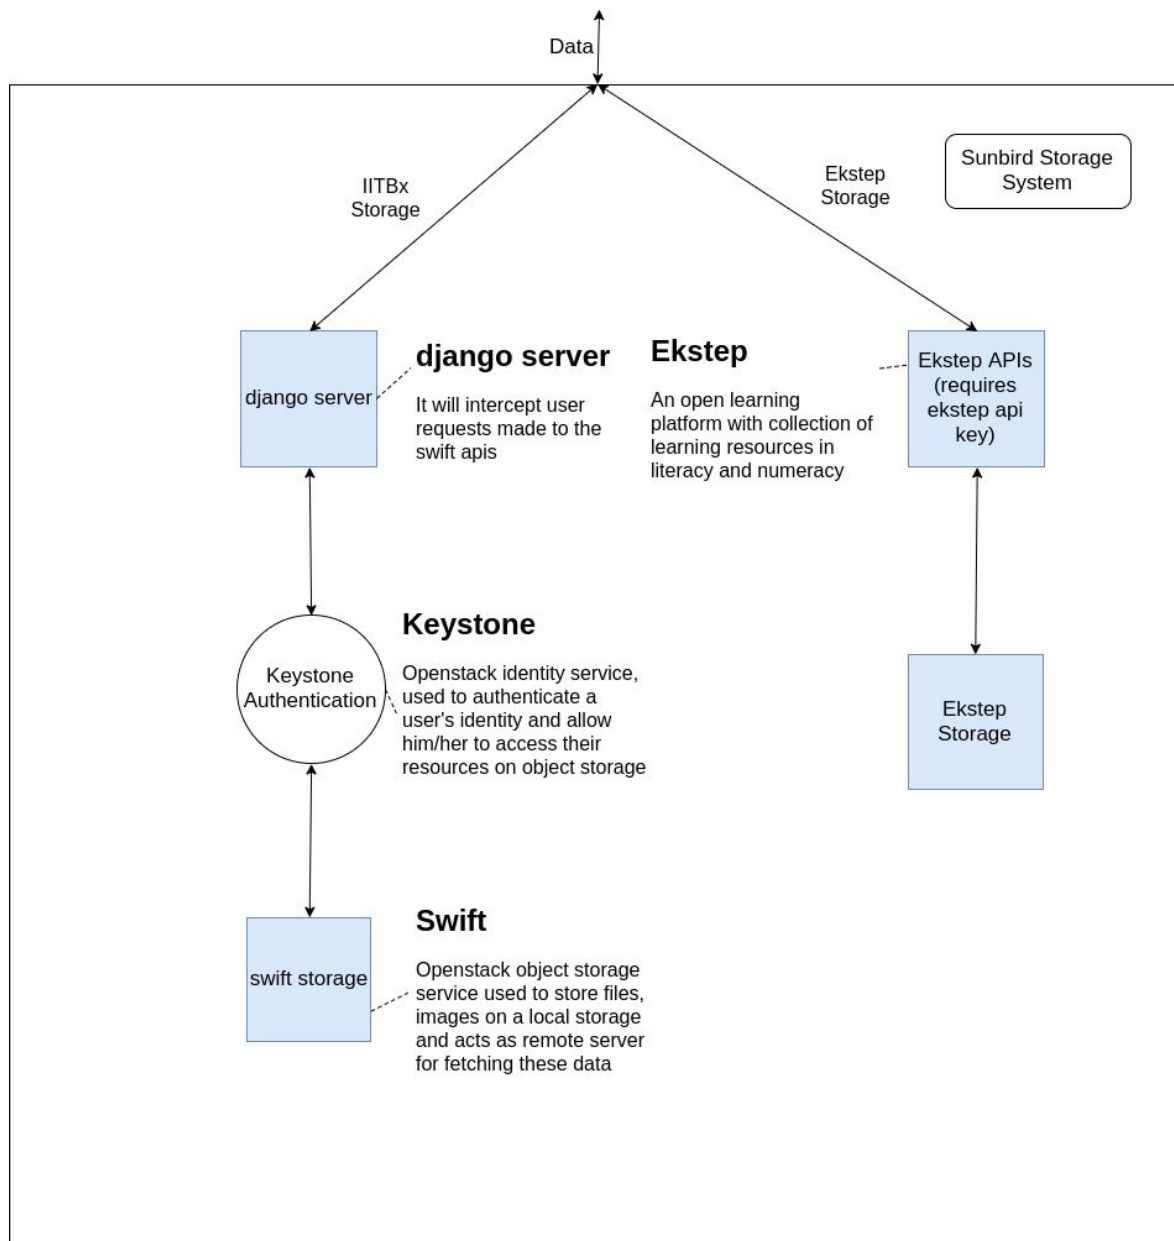 Data
IITBx
Storage
Ekstep
Storage
Sunbird Storage
System
django server
django server
It will intercept user
requests made to the
swift apis
Ekstep
An open learning
platform with collection of
learning resources in
literacy and numeracy
Ekstep APIs
(requires
ekstep api
key)
Keystone
Authentication
Keystone
Openstack identity service,
used to authenticate a
user's identity and allow
him/her to access their
resources on object storage
Ekstep
Storage
swift storage
Swift
Openstack object storage
service used to store files,
images on a local storage
and acts as remote server
for fetching these data